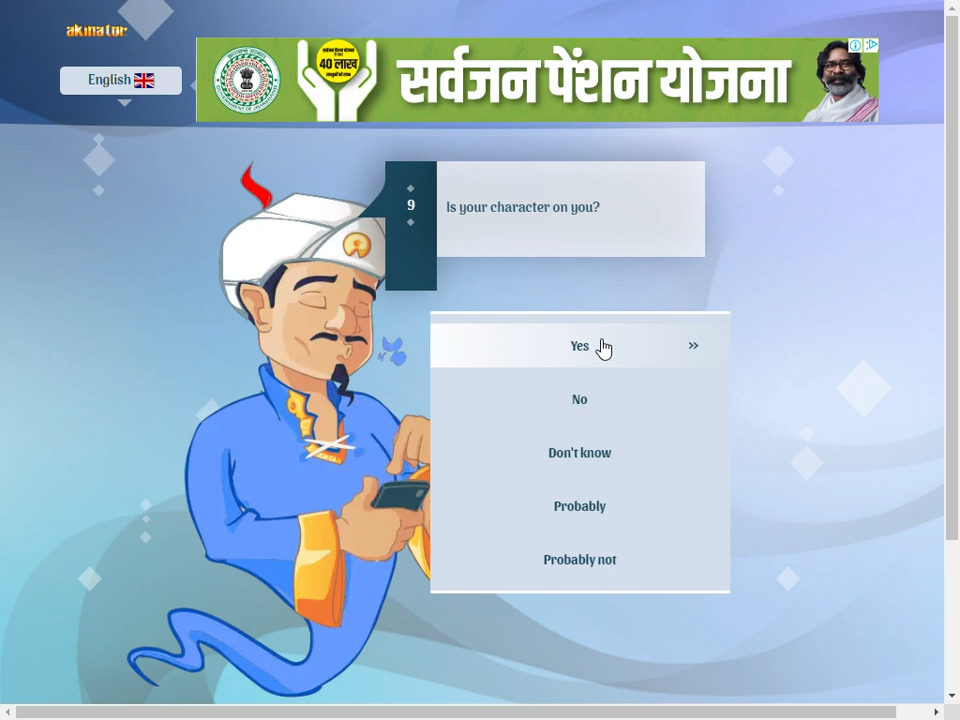 akinator
English
सर्वजन पेंशन योजना
40 लाख
9
Is your character on you?
Yes
No
Don't know
Probably
Probably not